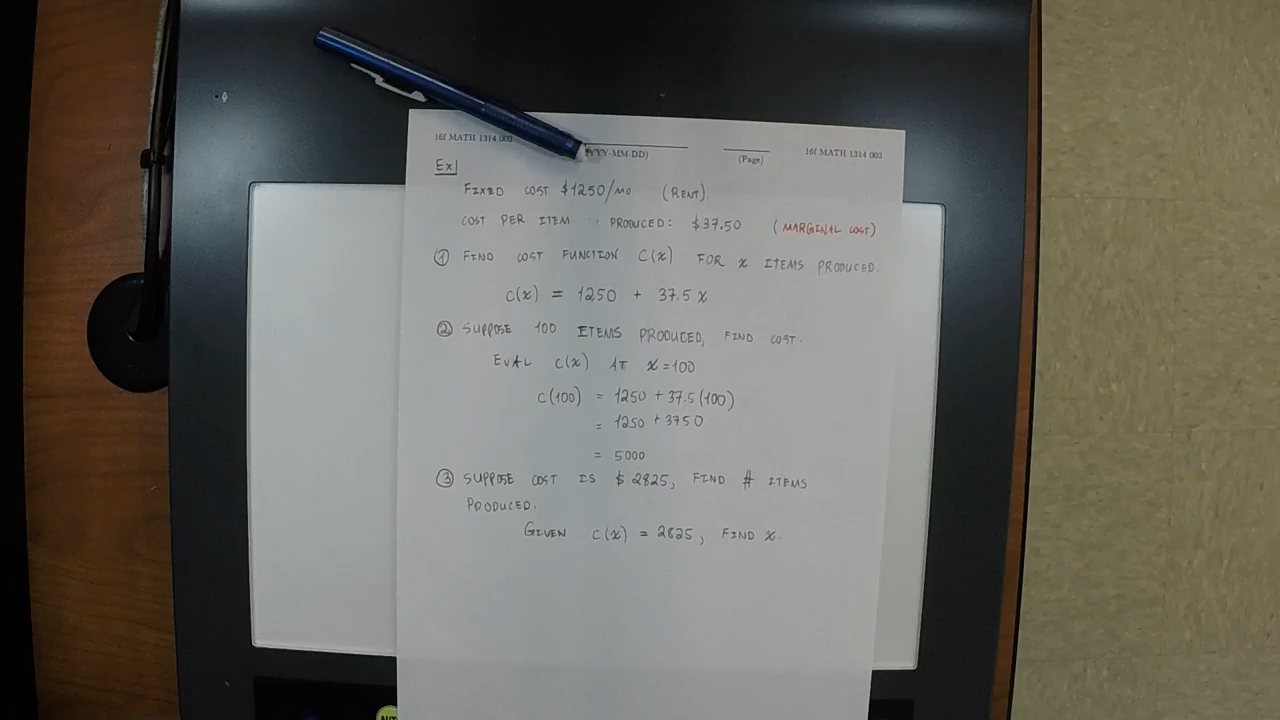 16f MATH 1314 003
(YYYY-MM-DD)
(Page)
16f MATH 1314 003
Ex1
FIXED COST $1250/MO (RENT).
COST PER ITEM PRODUCED: $37.50 (MARGINAL COST)
① FIND COST FUNCTION C(x) FOR x ITEMS PRODUCED.
C(x) = 1250 + 37.5 x
② SUPPOSE 100 ITEMS PRODUCED, FIND COST.
EVAL C(x) AT x=100
C(100) = 1250 + 37.5(100)
= 1250 + 3750
= 5000
③ SUPPOSE COST IS $2825, FIND # ITEMS
PRODUCED.
GIVEN C(x) = 2825, FIND x.